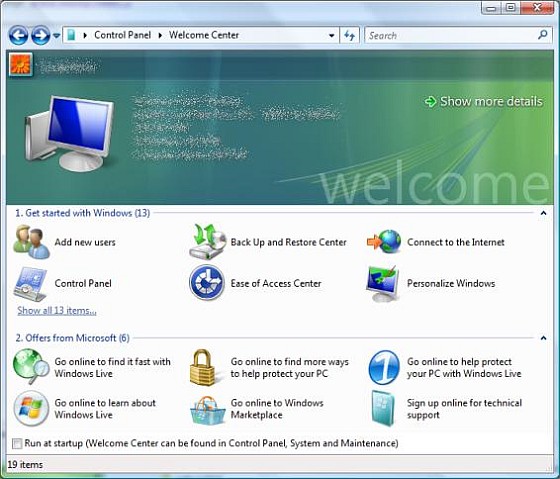 Control Panel Welcome Center
Search
Show more details
welcome
1. Get started with Windows (13)
Add new users
Back Up and Restore Center
Connect to the Internet
Control Panel
Ease of Access Center
Personalize Windows
Show all 13 items...
2. Offers from Microsoft (6)
Go online to find it fast with
Windows Live
Go online to find more ways
to help protect your PC
Go online to help protect
your PC with Windows Live
Go online to learn about
Windows Live
Go online to Windows
Marketplace
Sign up online for technical
support
Run at startup (Welcome Center can be found in Control Panel, System and Maintenance)
19 items